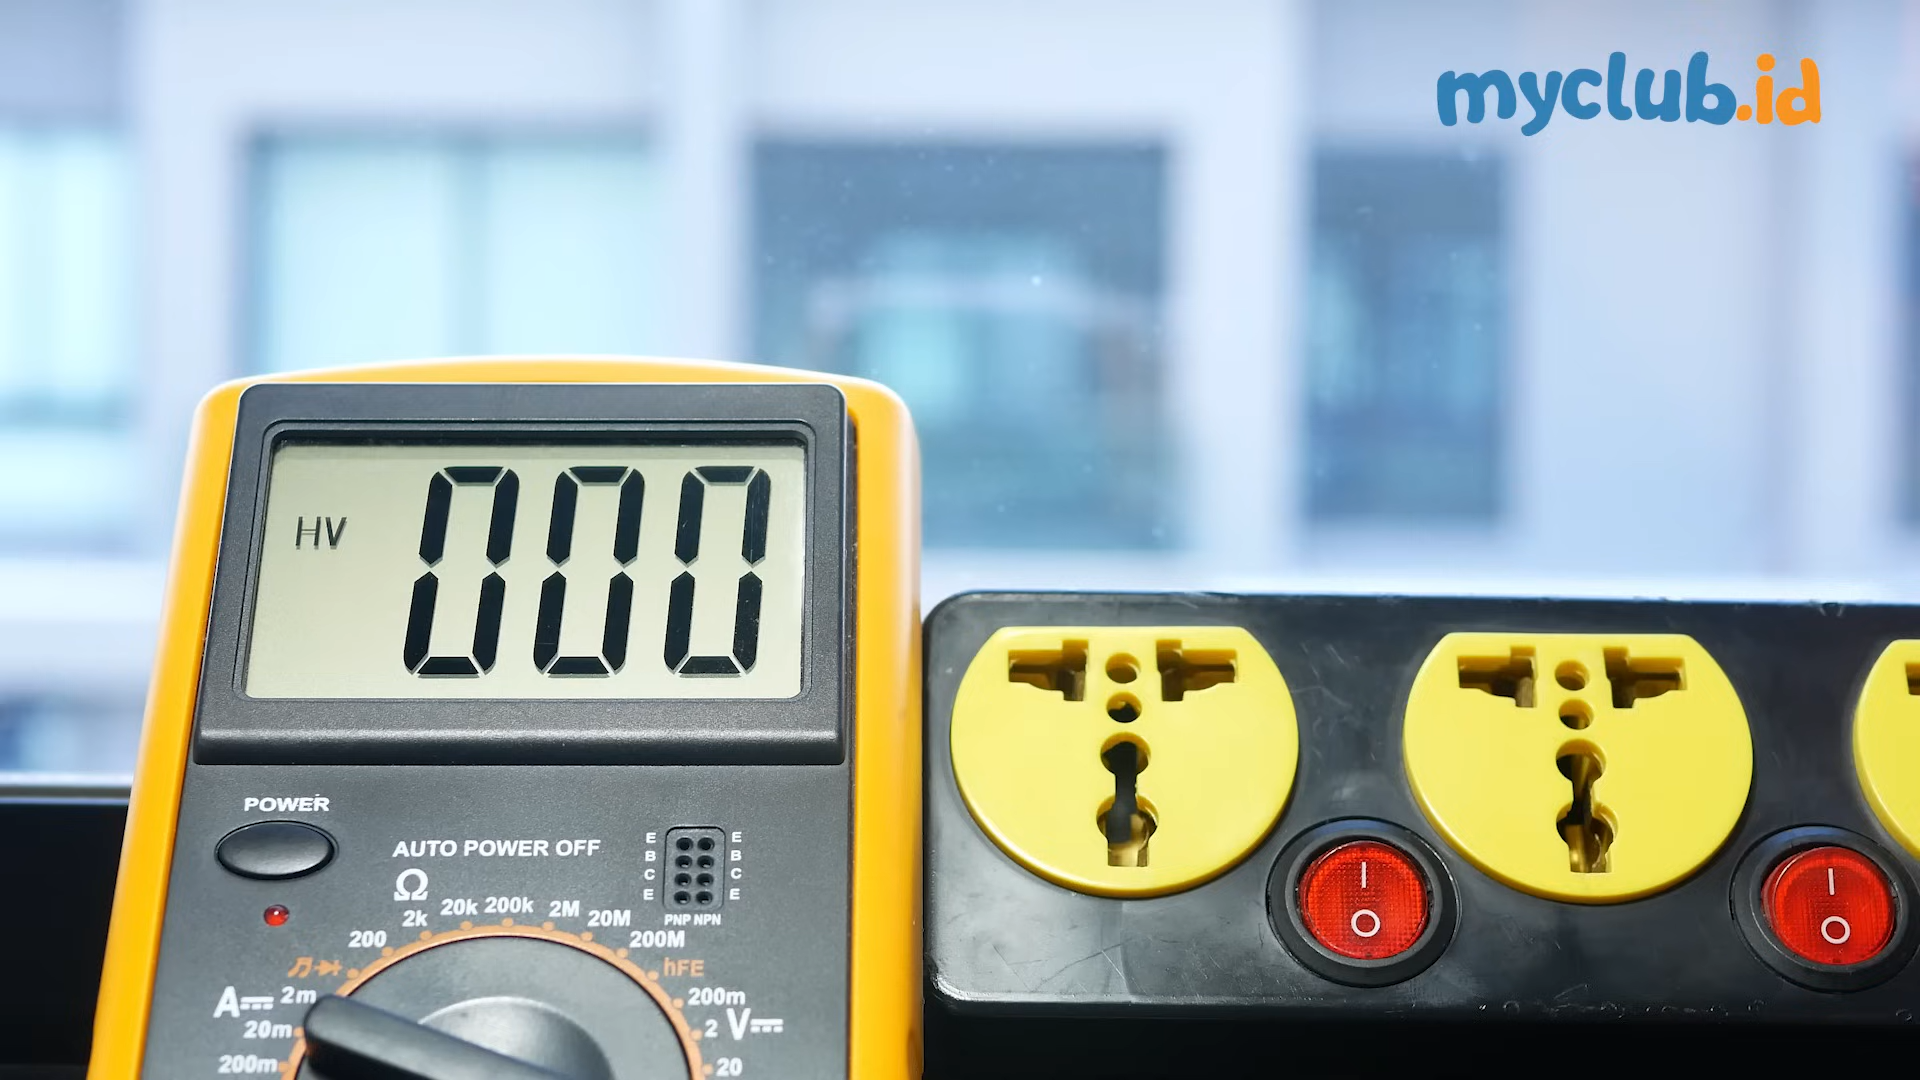 myclub.id
HV 000
POWER
AUTO POWER OFF
E E
B B
C C
E E
PNP NPN
Ω
200 2k 20k 200k 2M 20M 200M
hFE
A 2m
20m
200m
200m
2 V
20
I
O
I
O